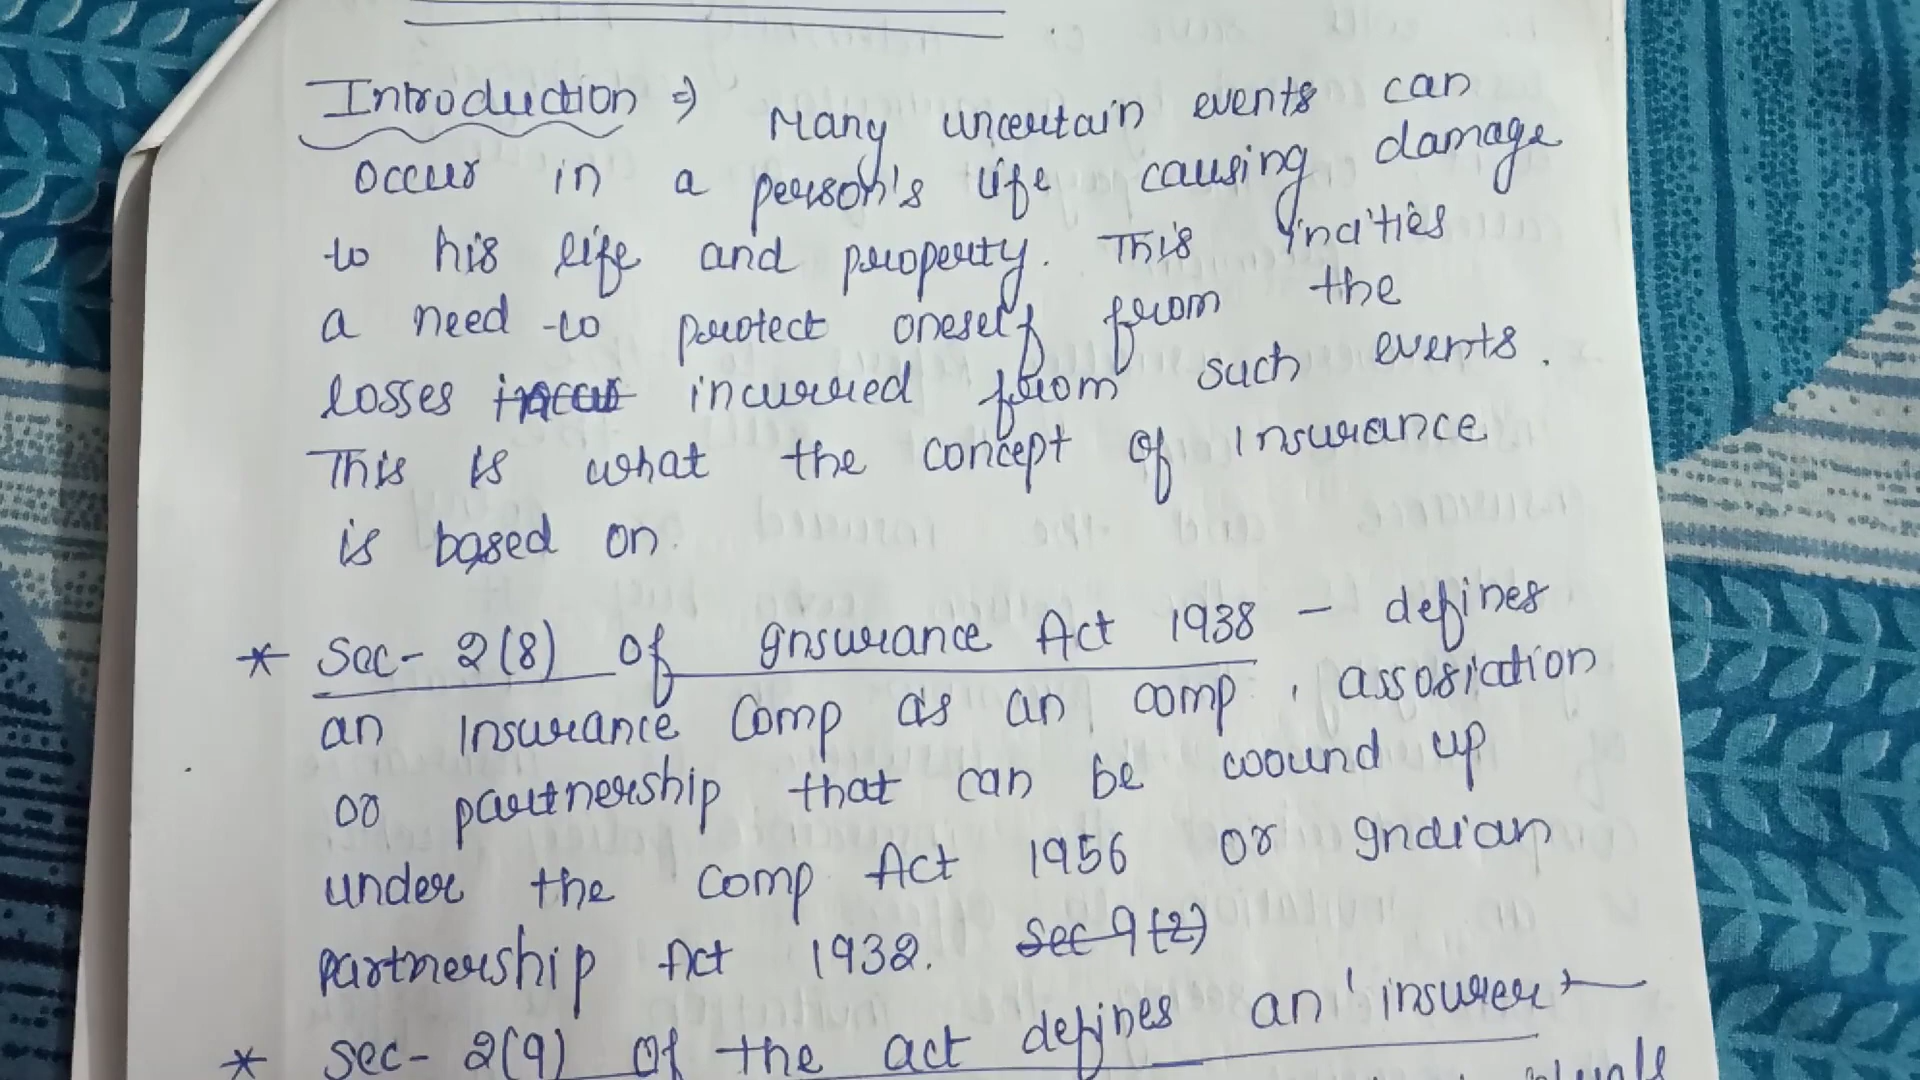 Introduction ⇒ Many uncertain events can
occur in a person's life causing damage
to his life and property. This incities
a need to protect oneself from the
losses incur incurred from such events.
This is what the concept of insurance
is based on.
* Sec- 2(8) of Insurance Act 1938 - defines
an insurance comp as an comp, assosiation
or partnership that can be woound up
under the comp Act 1956 or Indian
partnership Act 1932. sec 9(2)
* Sec- 2(9) of the act defines an 'insurer'